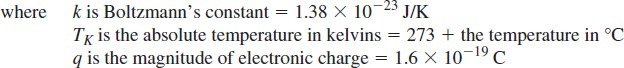 where k is Boltzmann's constant = 1.38 × 10⁻²³ J/K
T_K is the absolute temperature in kelvins = 273 + the temperature in °C
q is the magnitude of electronic charge = 1.6 × 10⁻¹⁹ C